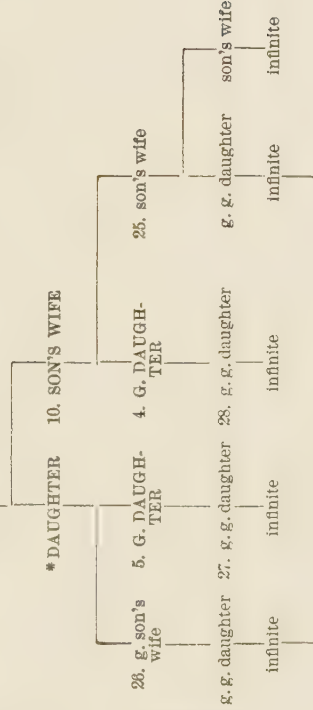 *DAUGHTER 10. SON'S WIFE
26. g. son's
wife
5. G. DAUGH-
TER
4. G. DAUGH-
TER
25. son's wife
g. g. daughter 27. g. g. daughter 28. g. g. daughter g. g. daughter son's wife
infinite infinite infinite infinite infinite